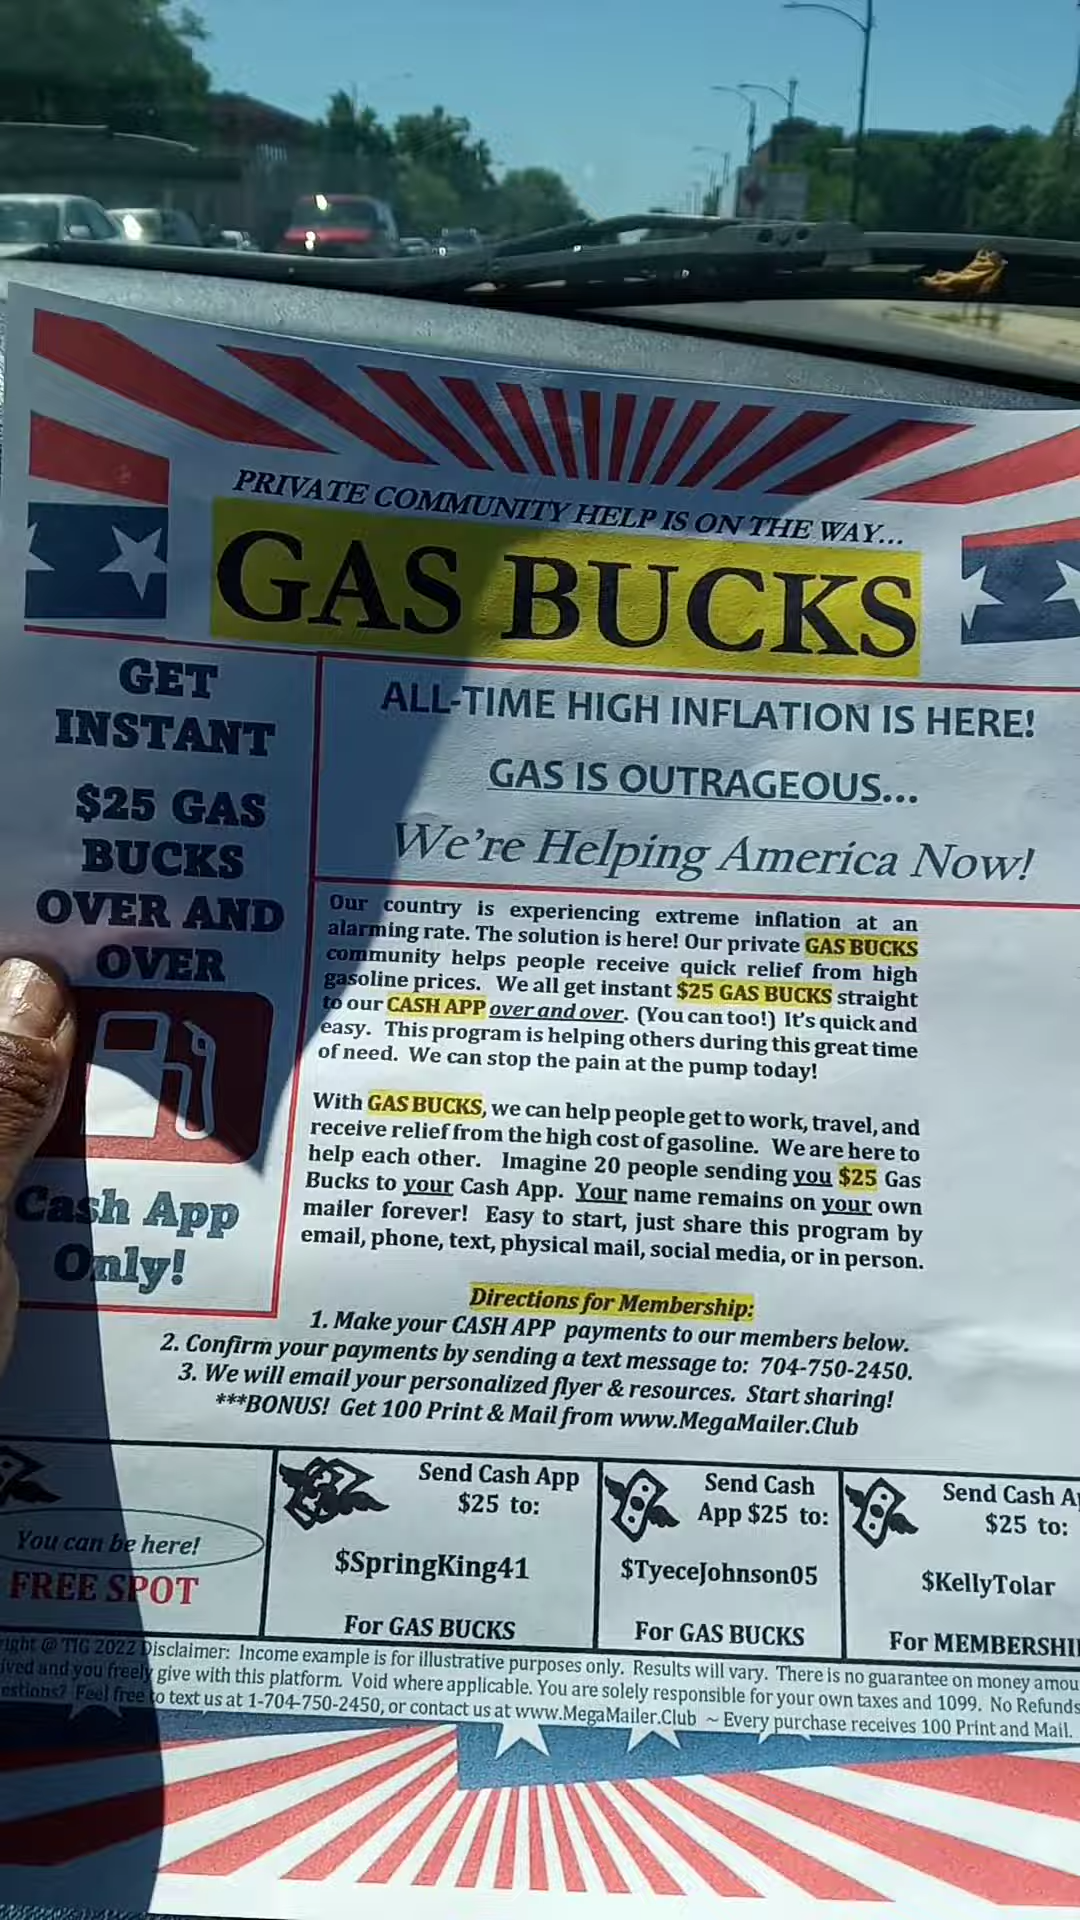 PRIVATE COMMUNITY HELP IS ON THE WAY...
GAS BUCKS
GET
INSTANT
$25 GAS
BUCKS
OVER AND
OVER
Cash App
Only!
ALL-TIME HIGH INFLATION IS HERE!
GAS IS OUTRAGEOUS...
We're Helping America Now!
Our country is experiencing extreme inflation at an
alarming rate. The solution is here! Our private GAS BUCKS
community helps people receive quick relief from high
gasoline prices. We all get instant $25 GAS BUCKS straight
to our CASH APP over and over. (You can too!) It's quick and
easy. This program is helping others during this great time
of need. We can stop the pain at the pump today!
With GAS BUCKS, we can help people get to work, travel, and
receive relief from the high cost of gasoline. We are here to
help each other. Imagine 20 people sending you $25 Gas
Bucks to your Cash App. Your name remains on your own
mailer forever! Easy to start, just share this program by
email, phone, text, physical mail, social media, or in person.
Directions for Membership:
1. Make your CASH APP payments to our members below.
2. Confirm your payments by sending a text message to: 704-750-2450.
3. We will email your personalized flyer & resources. Start sharing!
***BONUS! Get 100 Print & Mail from www.MegaMailer.Club
You can be here!
FREE SPOT
Send Cash App
$25 to:
$SpringKing41
For GAS BUCKS
Send Cash
App $25 to:
$TyeceJohnson05
For GAS BUCKS
Send Cash
$25 to:
$KellyTolar
For
@ TIG 2022 Disclaimer: Income example is for illustrative purposes only. Results will vary. There is no guarantee on money
and you freely give with this platform. Void where applicable. You are solely responsible for your own taxes and 1099. No Refunds
Feel free to text us at 1-704-750-2450, or contact us at www.MegaMailer.Club ~ Every purchase receives 100 Print and Mail.